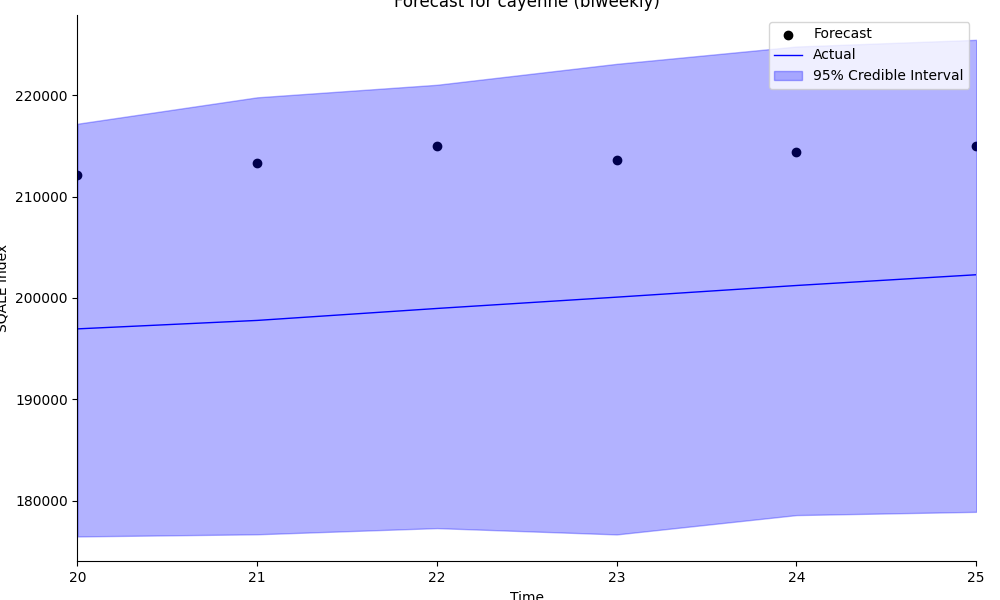 Forecast for cayenne (biweekly)
Forecast
Actual
95% Credible Interval
220000
210000
200000
190000
180000
SQALE Index
20
21
22
23
24
25
Time